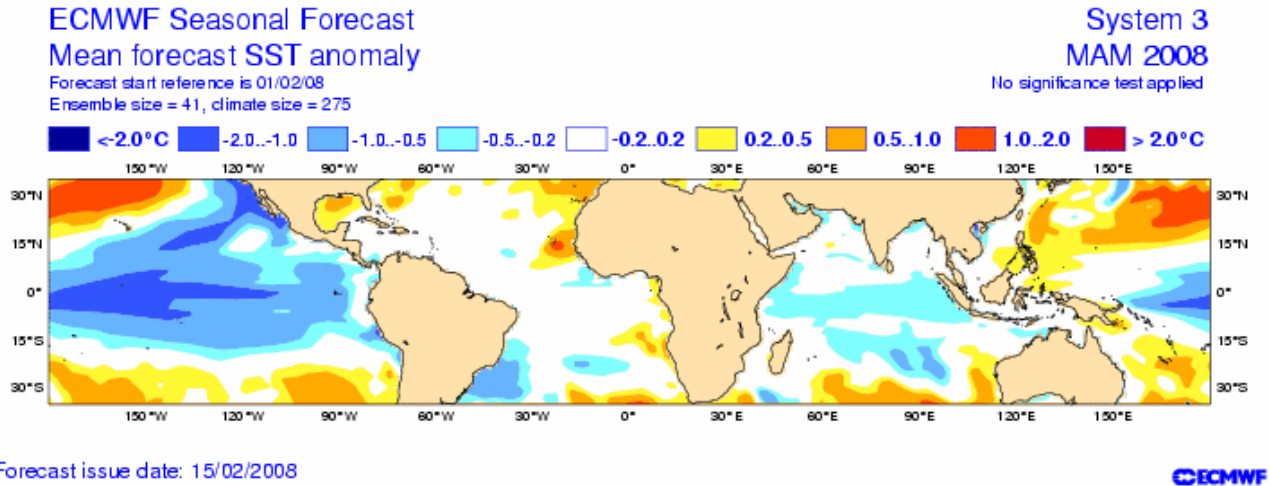 ECMWF Seasonal Forecast
System 3
Mean forecast SST anomaly
MAM 2008
Forecast start reference is 01/02/08
No significance test applied
Ensemble size = 41, climate size = 275
<-2.0°C -2.0..-1.0 -1.0..-0.5 -0.5..-0.2 -0.2..0.2 0.2..0.5 0.5..1.0 1.0..2.0 > 2.0°C
150°W 120°W 90°W 60°W 30°W 0° 30°E 60°E 90°E 120°E 150°E
30°N 30°N
15°N 15°N
0° 0°
15°S 15°S
30°S 30°S
150°W 120°W 90°W 60°W 30°W 0° 30°E 60°E 90°E 120°E 150°E
Forecast issue date: 15/02/2008
ECMWF